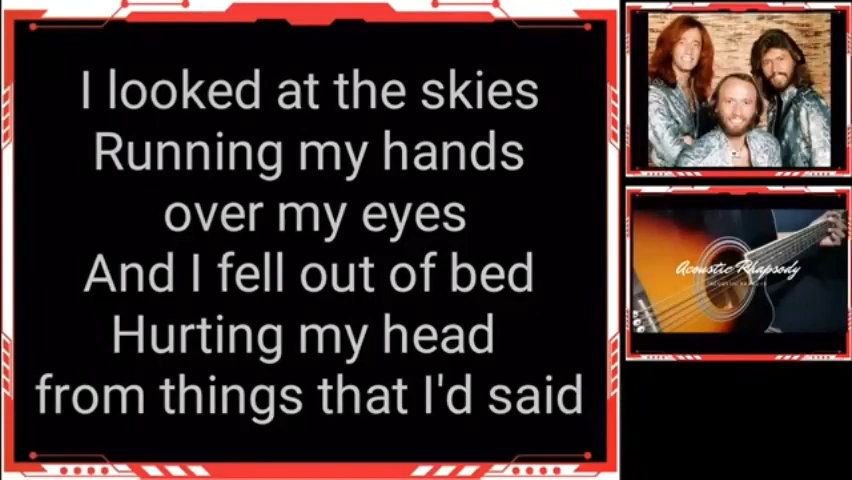 I looked at the skies
Running my hands
over my eyes
And I fell out of bed
Hurting my head
from things that I'd said
Acoustic Rhapsody